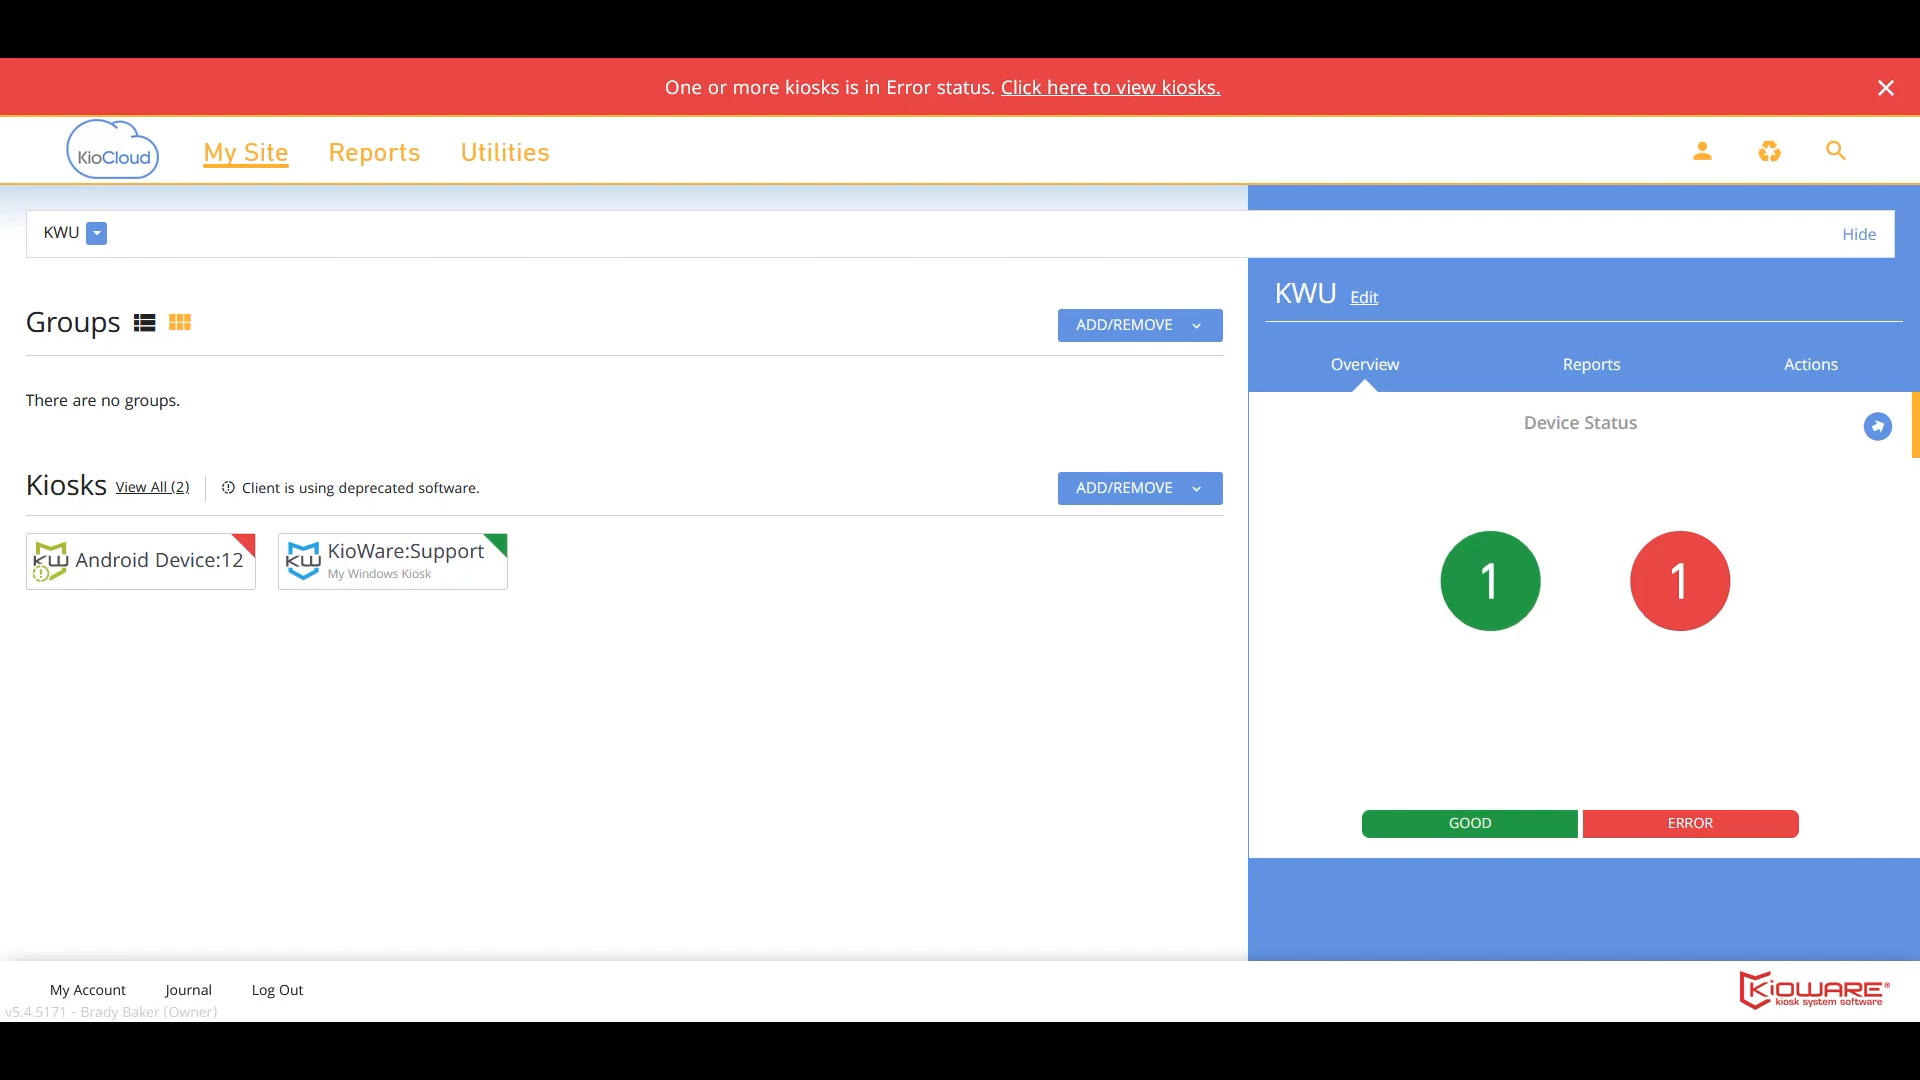 One or more kiosks is in Error status. Click here to view kiosks.
KioCloud
My Site
Reports
Utilities
KWU
Hide
Groups
ADD/REMOVE
There are no groups.
Kiosks View All (2)
Client is using deprecated software.
ADD/REMOVE
KW Android Device:12
KW KioWare:Support
My Windows Kiosk
KWU Edit
Overview
Reports
Actions
Device Status
1
1
GOOD
ERROR
My Account
Journal
Log Out
v5.4.5171 - Brady Baker (Owner)
KIOWARE®
kiosk system software